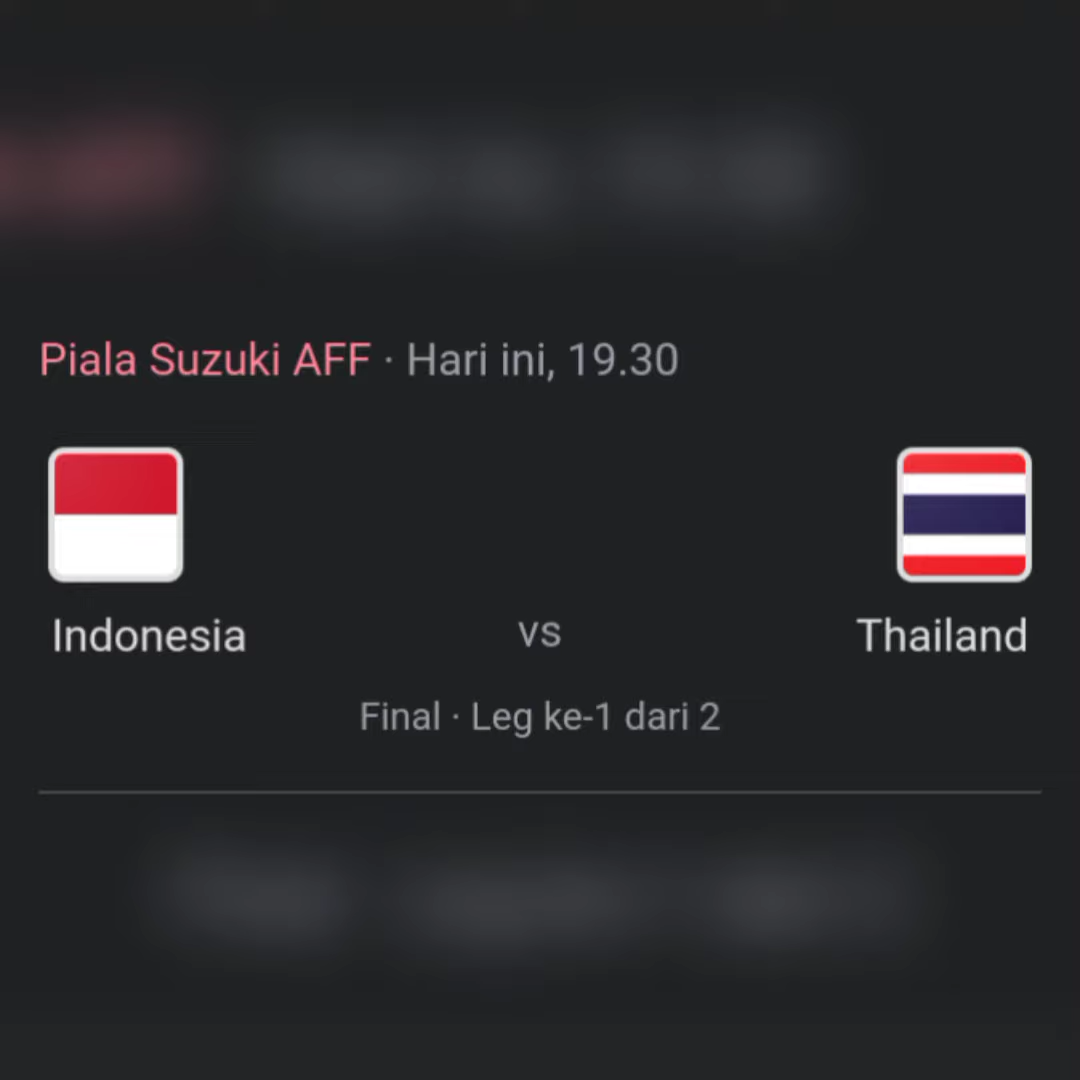 Piala Suzuki AFF · Hari ini, 19.30
Indonesia vs Thailand
Final · Leg ke-1 dari 2